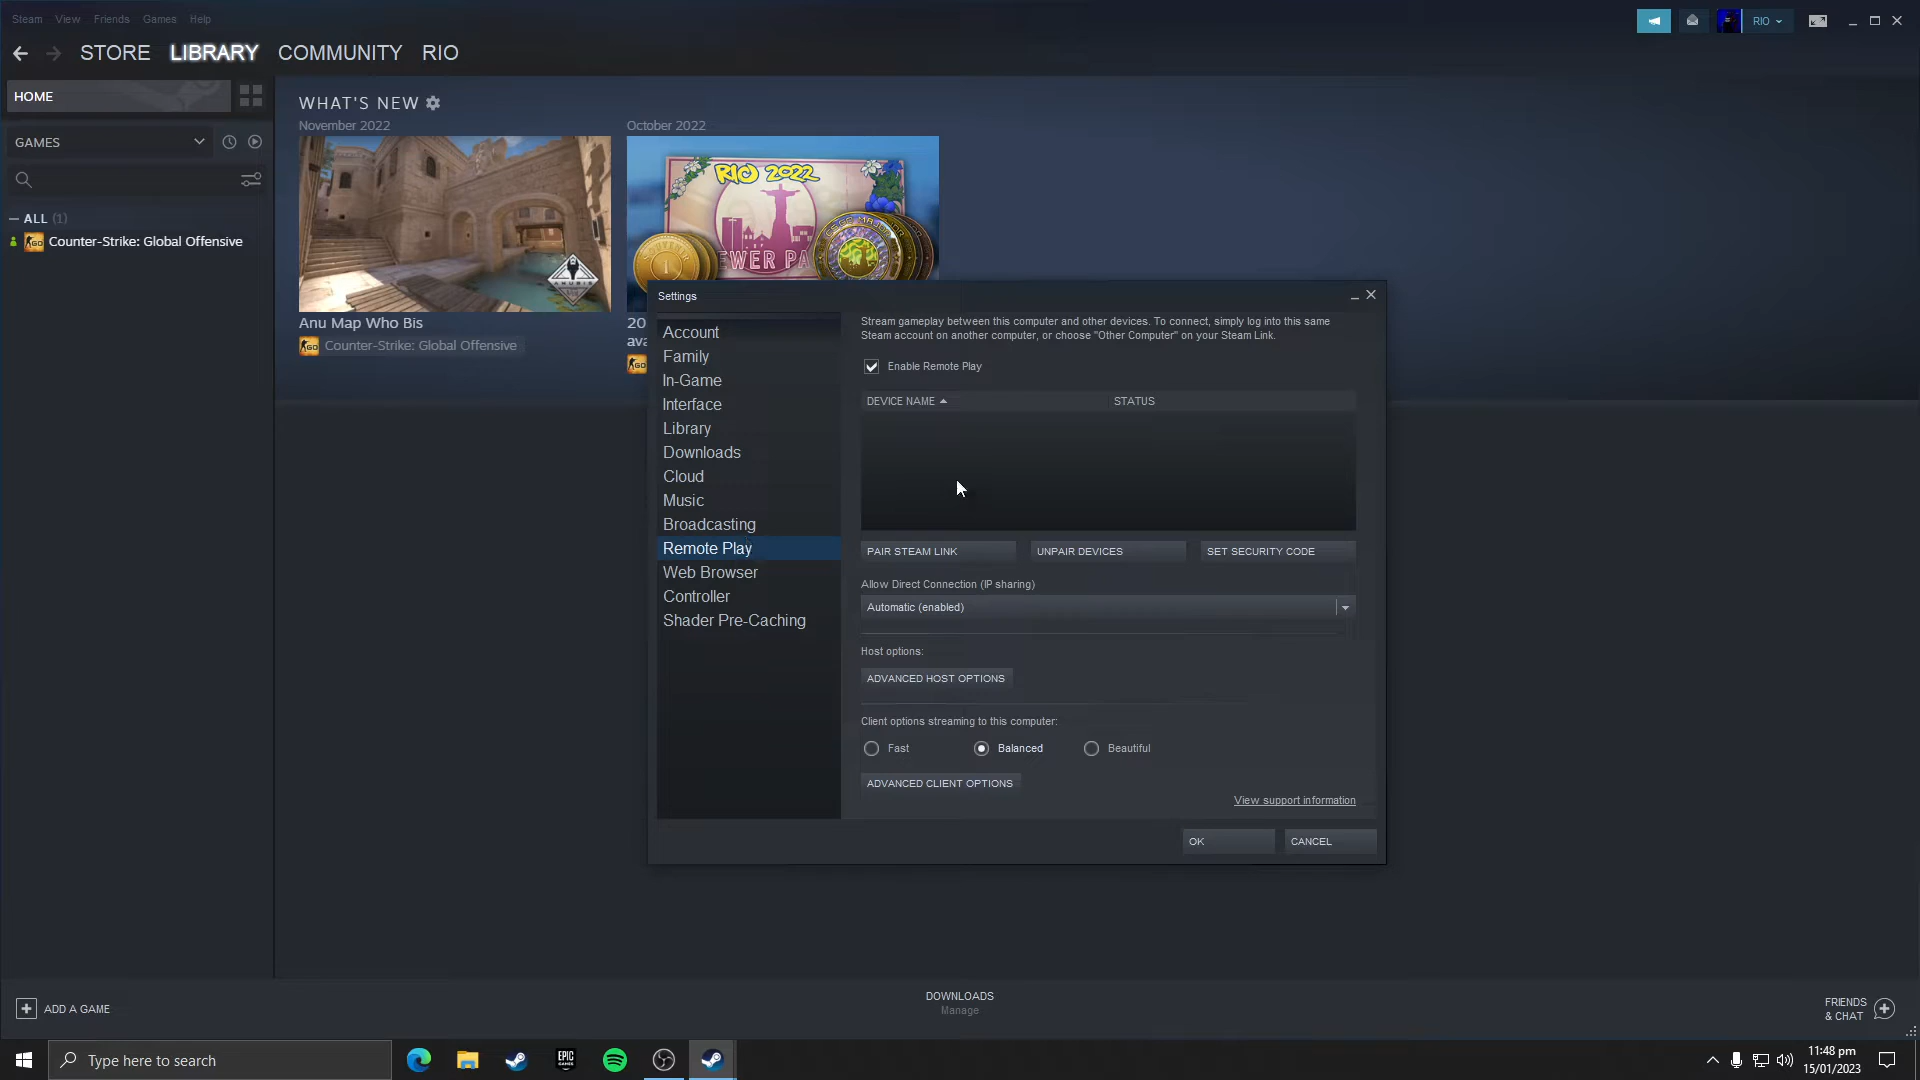 Steam View Friends Games Help
RIO
STORE LIBRARY COMMUNITY RIO
HOME
WHAT'S NEW
November 2022
October 2022
GAMES
RIO 2022
ALL (1)
Counter-Strike: Global Offensive
Anu Map Who Bis
Counter-Strike: Global Offensive
20
ava
Settings
Account
Family
In-Game
Interface
Library
Downloads
Cloud
Music
Broadcasting
Remote Play
Web Browser
Controller
Shader Pre-Caching
Stream gameplay between this computer and other devices. To connect, simply log into this same
Steam account on another computer, or choose "Other Computer" on your Steam Link.
Enable Remote Play
DEVICE NAME STATUS
PAIR STEAM LINK UNPAIR DEVICES SET SECURITY CODE
Allow Direct Connection (IP sharing)
Automatic (enabled)
Host options:
ADVANCED HOST OPTIONS
Client options streaming to this computer:
Fast Balanced Beautiful
ADVANCED CLIENT OPTIONS
View support information
OK CANCEL
ADD A GAME
DOWNLOADS
Manage
FRIENDS
& CHAT
Type here to search
EPIC
GAMES
11:48 pm
15/01/2023